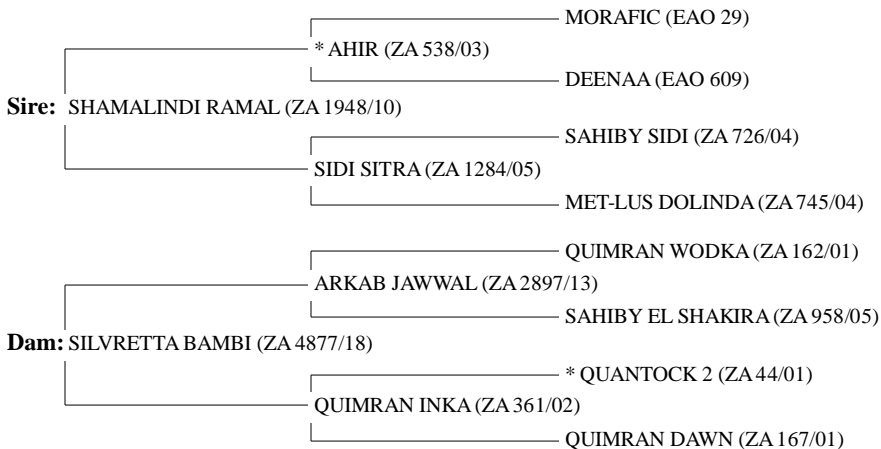 MORAFIC (EAO 29)
* AHIR (ZA 538/03)
DEENAA (EAO 609)
Sire: SHAMALINDI RAMAL (ZA 1948/10)
SAHIBY SIDI (ZA 726/04)
SIDI SITRA (ZA 1284/05)
MET-LUS DOLINDA (ZA 745/04)
QUIMRAN WODKA (ZA 162/01)
ARKAB JAWWAL (ZA 2897/13)
SAHIBY EL SHAKIRA (ZA 958/05)
Dam: SILVRETTA BAMBI (ZA 4877/18)
* QUANTOCK 2 (ZA 44/01)
QUIMRAN INKA (ZA 361/02)
QUIMRAN DAWN (ZA 167/01)